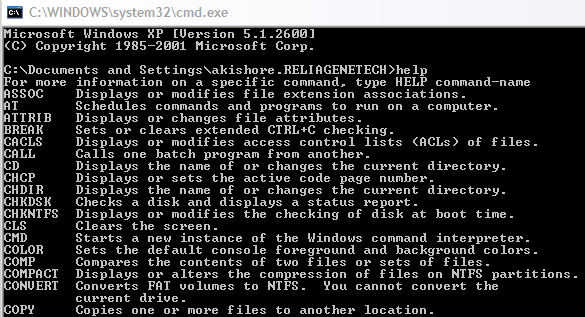 C:\WINDOWS\system32\cmd.exe
Microsoft Windows XP [Version 5.1.2600]
(C) Copyright 1985-2001 Microsoft Corp.
C:\Documents and Settings\akishore.RELIAGENETECH>help
For more information on a specific command, type HELP command-name
ASSOC    Displays or modifies file extension associations.
AT       Schedules commands and programs to run on a computer.
ATTRIB   Displays or changes file attributes.
BREAK    Sets or clears extended CTRL+C checking.
CACLS    Displays or modifies access control lists (ACLs) of files.
CALL     Calls one batch program from another.
CD       Displays the name of or changes the current directory.
CHCP     Displays or sets the active code page number.
CHDIR    Displays the name of or changes the current directory.
CHKDSK   Checks a disk and displays a status report.
CHKNTFS  Displays or modifies the checking of disk at boot time.
CLS      Clears the screen.
CMD      Starts a new instance of the Windows command interpreter.
COLOR    Sets the default console foreground and background colors.
COMP     Compares the contents of two files or sets of files.
COMPACT  Displays or alters the compression of files on NTFS partitions.
CONVERT  Converts FAT volumes to NTFS.  You cannot convert the
         current drive.
COPY     Copies one or more files to another location.